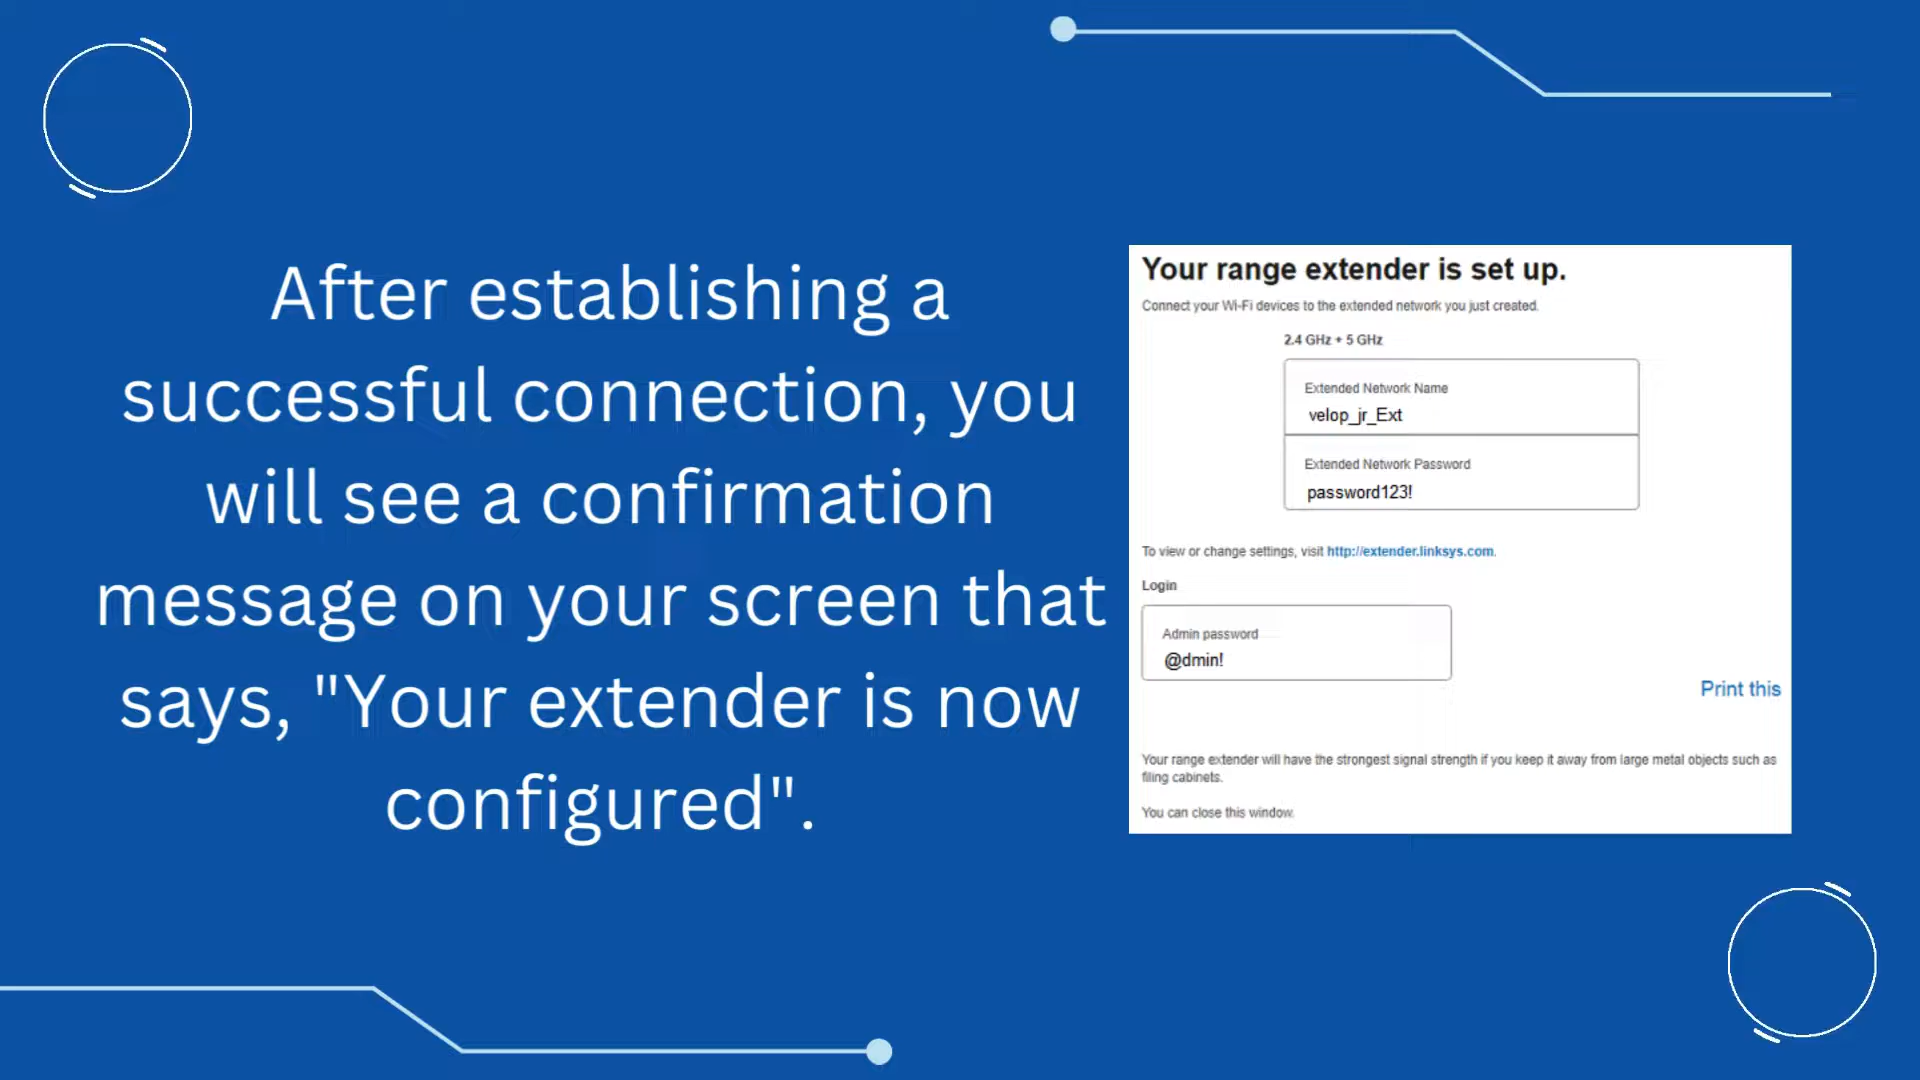 After establishing a
successful connection, you
will see a confirmation
message on your screen that
says, "Your extender is now
configured".
Your range extender is set up.
Connect your Wi-Fi devices to the extended network you just created.
2.4 GHz + 5 GHz
Extended Network Name
velop_jr_Ext
Extended Network Password
password123!
To view or change settings, visit http://extender.linksys.com.
Login
Admin password
@dmin!
Print this
Your range extender will have the strongest signal strength if you keep it away from large metal objects such as
filing cabinets.
You can close this window.